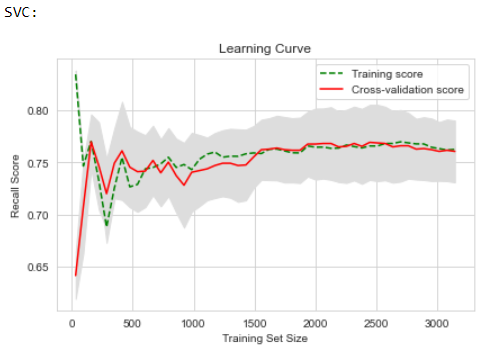 SVC:
Learning Curve
Training score
Cross-validation score
0.80
0.75
0.70
0.65
Recall Score
0 500 1000 1500 2000 2500 3000
Training Set Size